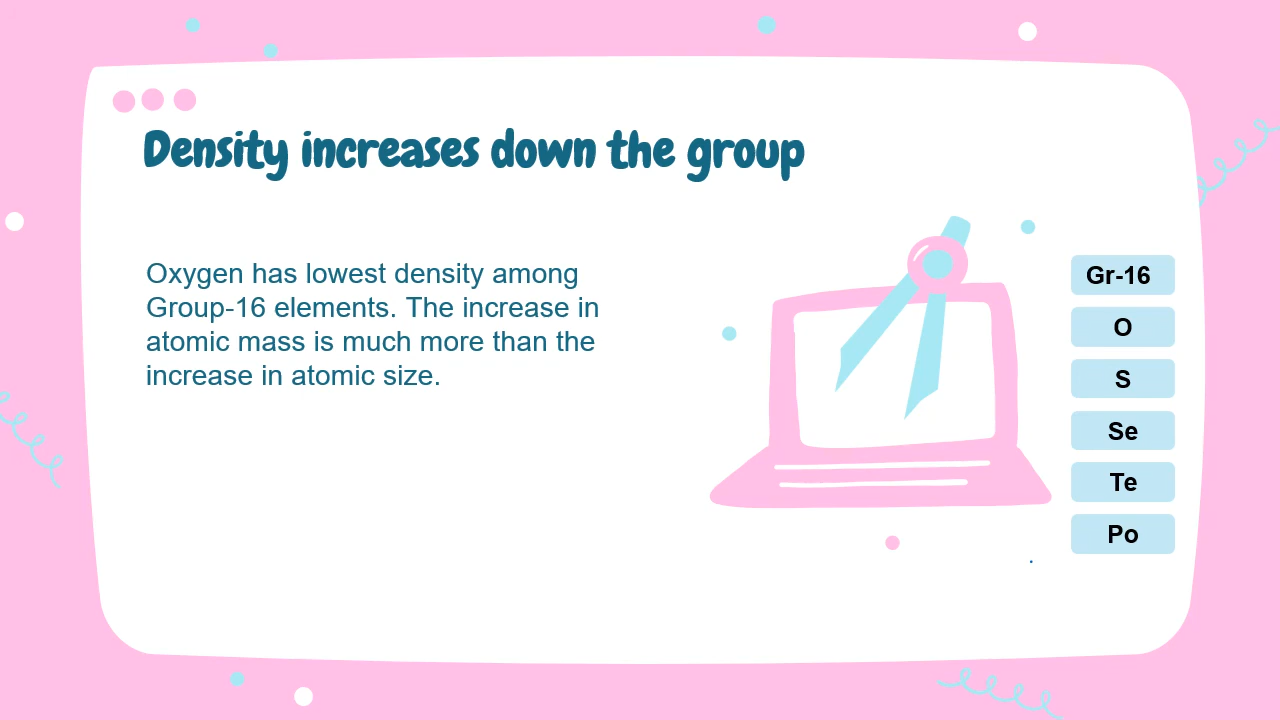 Density increases down the group
Oxygen has lowest density among
Group-16 elements. The increase in
atomic mass is much more than the
increase in atomic size.
Gr-16
O
S
Se
Te
Po